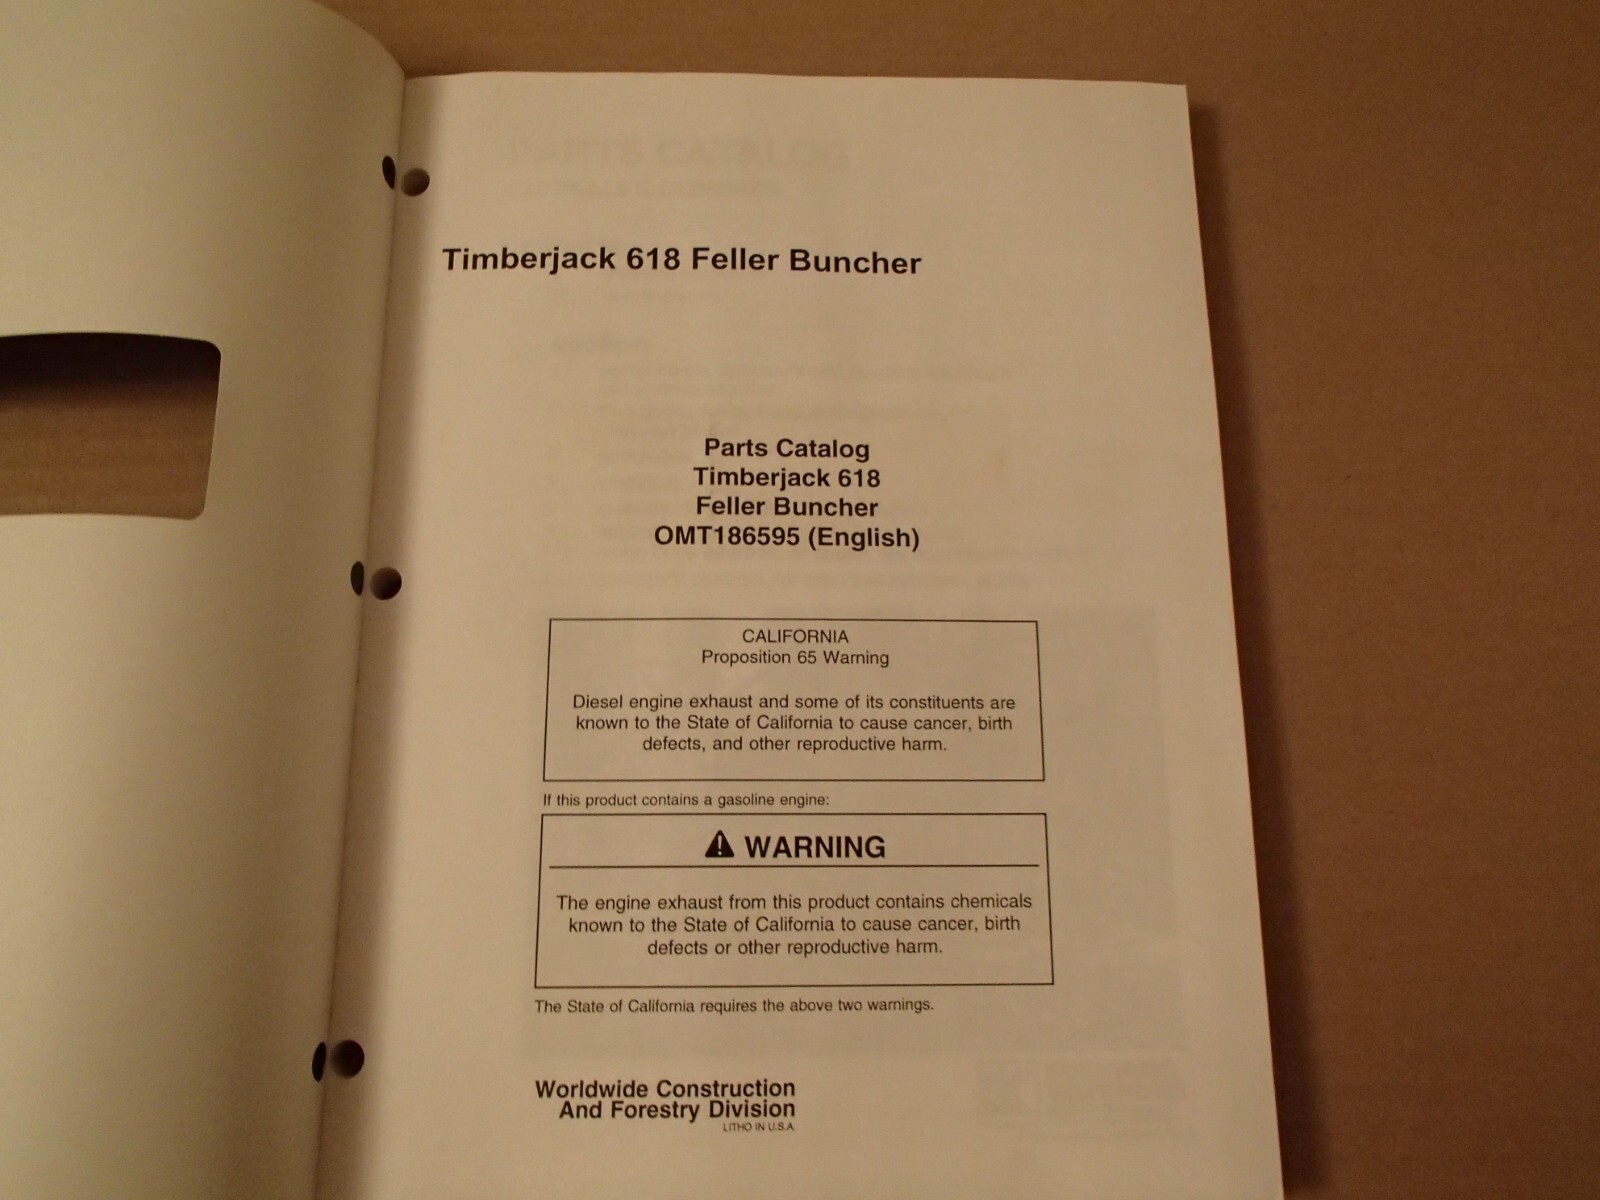 Timberjack 618 Feller Buncher
Parts Catalog
Timberjack 618
Feller Buncher
OMT186595 (English)
CALIFORNIA
Proposition 65 Warning
Diesel engine exhaust and some of its constituents are
known to the State of California to cause cancer, birth
defects, and other reproductive harm.
If this product contains a gasoline engine:
WARNING
The engine exhaust from this product contains chemicals
known to the State of California to cause cancer, birth
defects or other reproductive harm.
The State of California requires the above two warnings.
Worldwide Construction
And Forestry Division
LITHO IN U.S.A.